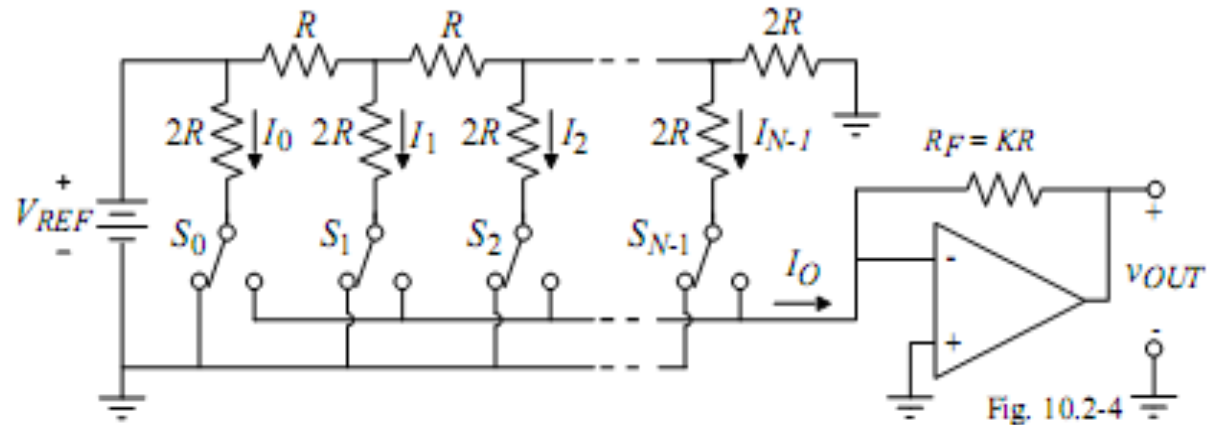 R
R
2R
2R
I0
2R
I1
2R
I2
2R
IN-1
RF = KR
+
VREF
-
S0
S1
S2
SN-1
IO
-
+
+
vOUT
-
Fig. 10.2-4